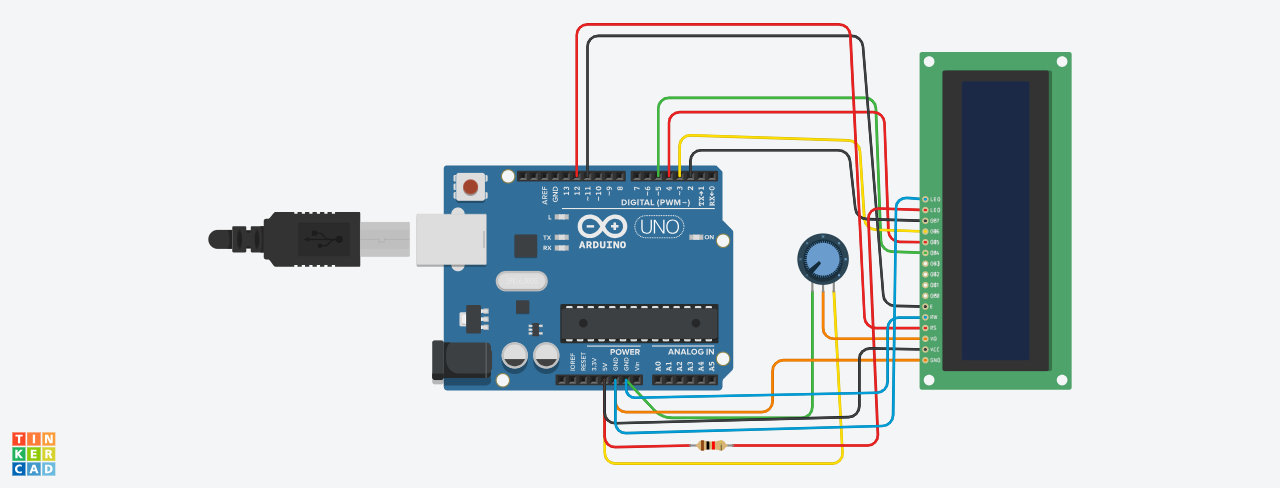 AREF
GND
13
12
~11
~10
~9
8
7
~6
~5
4
~3
2
TX→1
RX←0
DIGITAL (PWM~)
L
TX
RX
ARDUINO
UNO
ON
IOREF
RESET
3.3V
5V
GND
GND
Vin
POWER
ANALOG IN
A0
A1
A2
A3
A4
A5
LED
LED
DB7
DB6
DB5
DB4
DB3
DB2
DB1
DB0
E
RW
RS
VO
VCC
GND
TIN
KER
CAD